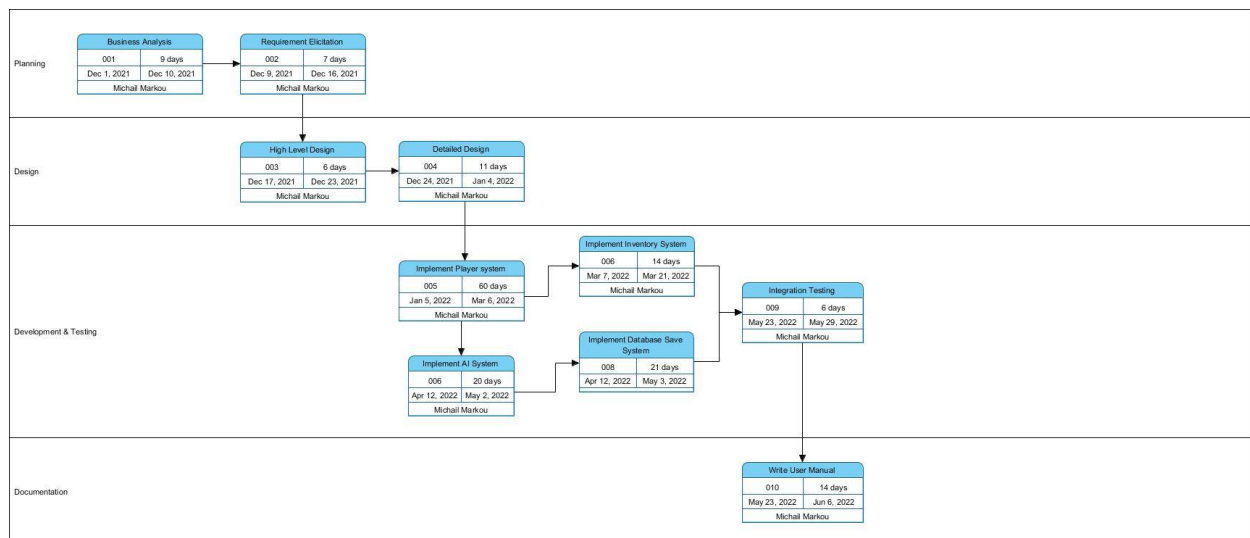 Planning
Business Analysis
001 9 days
Dec 1, 2021 Dec 10, 2021
Michail Markou
Requirement Elicitation
002 7 days
Dec 9, 2021 Dec 16, 2021
Michail Markou
Design
High Level Design
003 6 days
Dec 17, 2021 Dec 23, 2021
Michail Markou
Detailed Design
004 11 days
Dec 24, 2021 Jan 4, 2022
Michail Markou
Development & Testing
Implement Player system
005 60 days
Jan 5, 2022 Mar 6, 2022
Michail Markou
Implement Inventory System
006 14 days
Mar 7, 2022 Mar 21, 2022
Michail Markou
Implement AI System
006 20 days
Apr 12, 2022 May 2, 2022
Michail Markou
Implement Database Save
System
008 21 days
Apr 12, 2022 May 3, 2022
Integration Testing
009 6 days
May 23, 2022 May 29, 2022
Michail Markou
Documentation
Write User Manual
010 14 days
May 23, 2022 Jun 6, 2022
Michail Markou